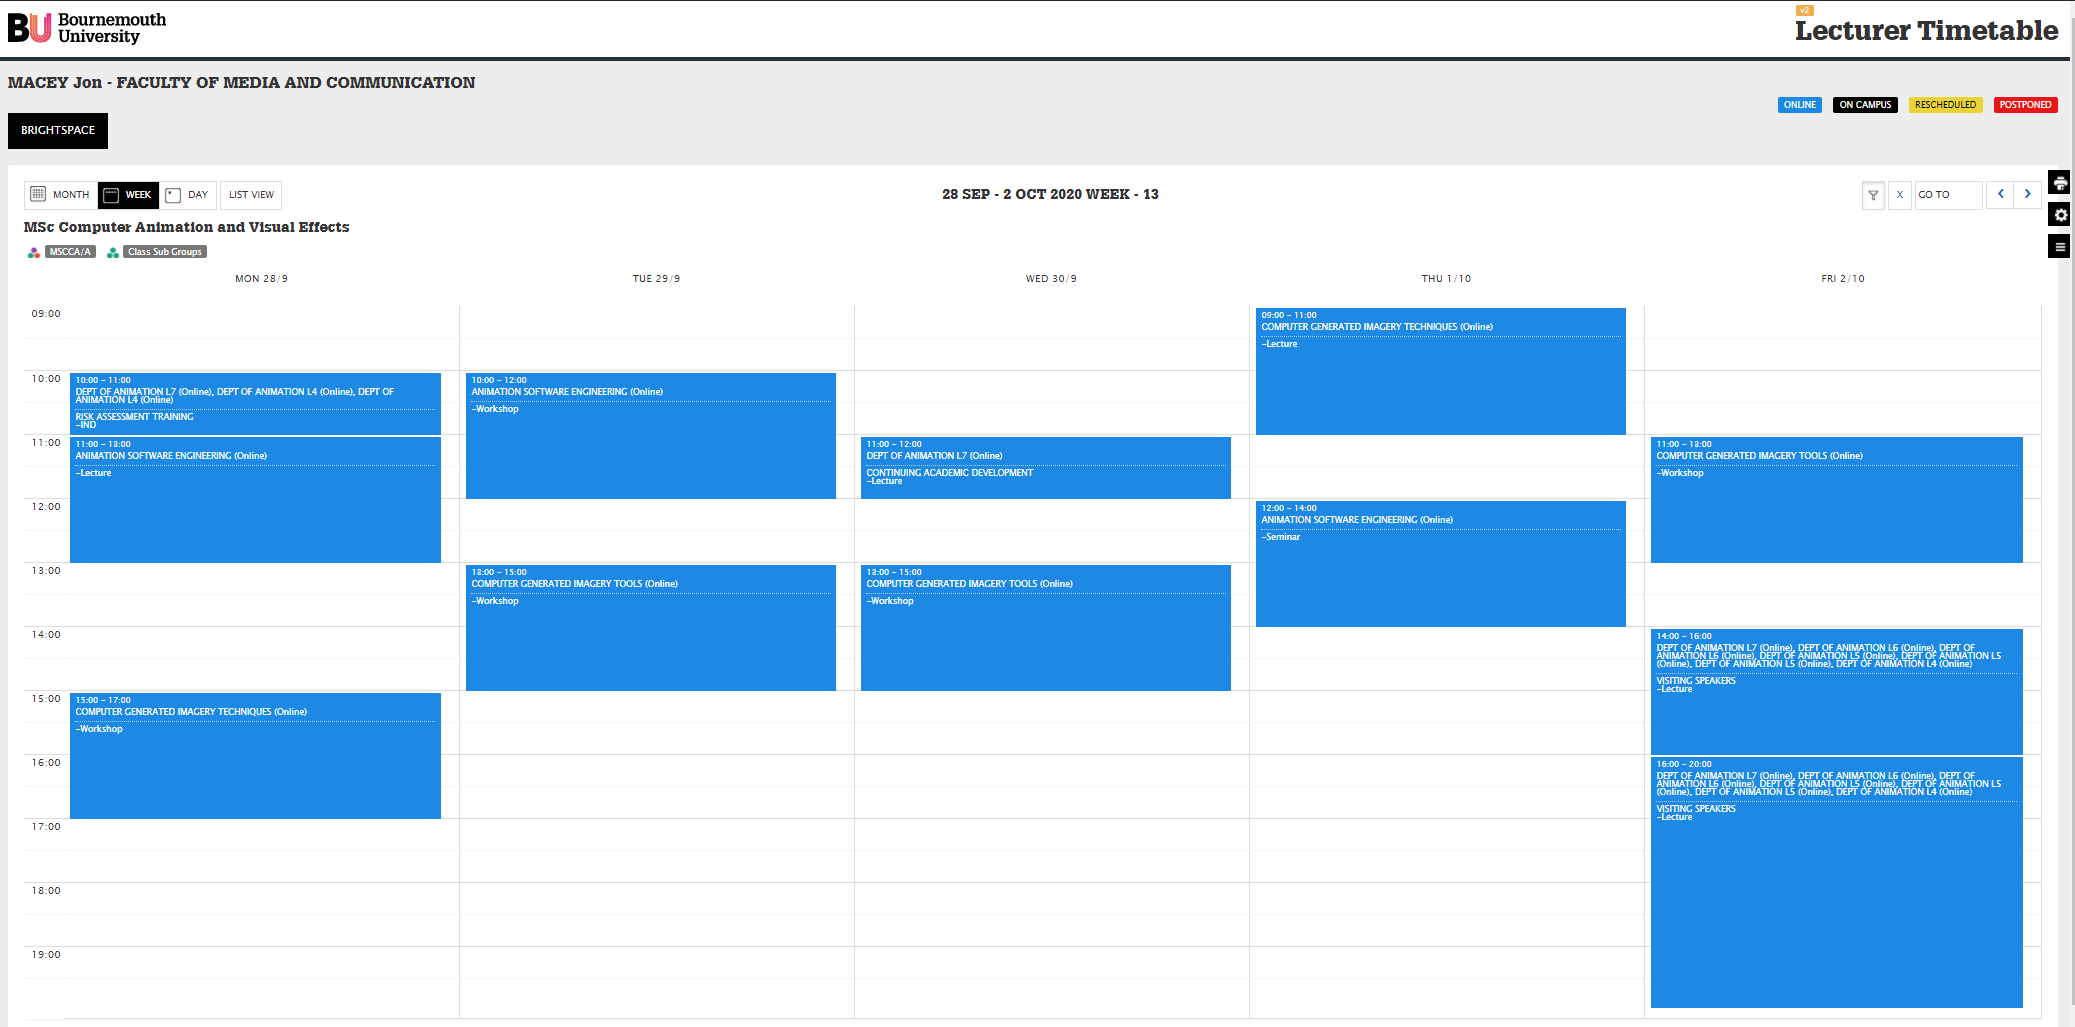 BU Bournemouth
University
v2
Lecturer Timetable
MACEY Jon - FACULTY OF MEDIA AND COMMUNICATION
ONLINE ON CAMPUS RESCHEDULED POSTPONED
BRIGHTSPACE
MONTH WEEK DAY LIST VIEW
28 SEP - 2 OCT 2020 WEEK - 13
X GO TO
MSc Computer Animation and Visual Effects
MSCCA/A Class Sub Groups
MON 28/9 TUE 29/9 WED 30/9 THU 1/10 FRI 2/10
09:00
10:00
11:00
12:00
13:00
14:00
15:00
16:00
17:00
18:00
19:00
10:00 - 11:00
DEPT OF ANIMATION L7 (Online), DEPT OF ANIMATION L4 (Online), DEPT OF
ANIMATION L4 (Online)
RISK ASSESSMENT TRAINING
-IND
11:00 - 13:00
ANIMATION SOFTWARE ENGINEERING (Online)
-Lecture
15:00 - 17:00
COMPUTER GENERATED IMAGERY TECHNIQUES (Online)
-Workshop
10:00 - 12:00
ANIMATION SOFTWARE ENGINEERING (Online)
-Workshop
13:00 - 15:00
COMPUTER GENERATED IMAGERY TOOLS (Online)
-Workshop
11:00 - 12:00
DEPT OF ANIMATION L7 (Online)
CONTINUING ACADEMIC DEVELOPMENT
-Lecture
13:00 - 15:00
COMPUTER GENERATED IMAGERY TOOLS (Online)
-Workshop
09:00 - 11:00
COMPUTER GENERATED IMAGERY TECHNIQUES (Online)
-Lecture
12:00 - 14:00
ANIMATION SOFTWARE ENGINEERING (Online)
-Seminar
11:00 - 13:00
COMPUTER GENERATED IMAGERY TOOLS (Online)
-Workshop
14:00 - 16:00
DEPT OF ANIMATION L7 (Online), DEPT OF ANIMATION L6 (Online), DEPT OF
ANIMATION L6 (Online), DEPT OF ANIMATION L5 (Online), DEPT OF ANIMATION L5
(Online), DEPT OF ANIMATION L5 (Online), DEPT OF ANIMATION L4 (Online)
VISITING SPEAKERS
-Lecture
16:00 - 20:00
DEPT OF ANIMATION L7 (Online), DEPT OF ANIMATION L6 (Online), DEPT OF
ANIMATION L6 (Online), DEPT OF ANIMATION L5 (Online), DEPT OF ANIMATION L5
(Online), DEPT OF ANIMATION L5 (Online), DEPT OF ANIMATION L4 (Online)
VISITING SPEAKERS
-Lecture